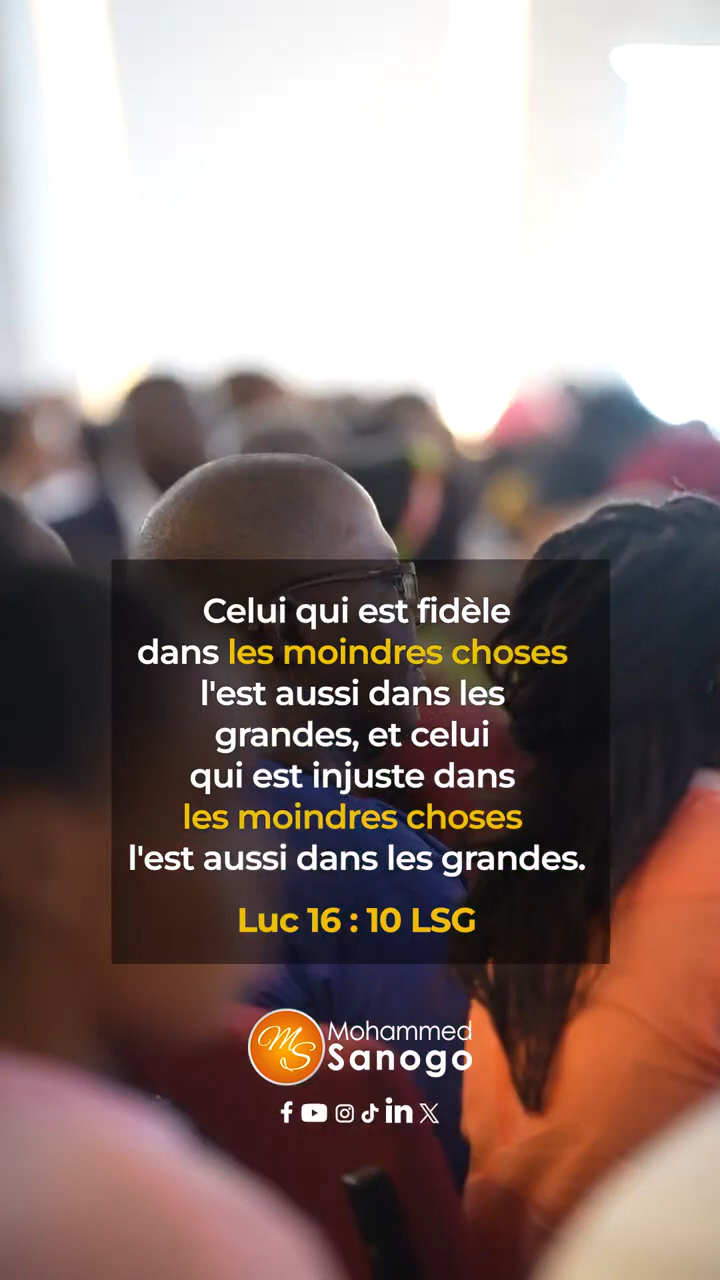 Celui qui est fidèle
dans les moindres choses
l'est aussi dans les
grandes, et celui
qui est injuste dans
les moindres choses
l'est aussi dans les grandes.
Luc 16 : 10 LSG
MS Mohammed
Sanogo